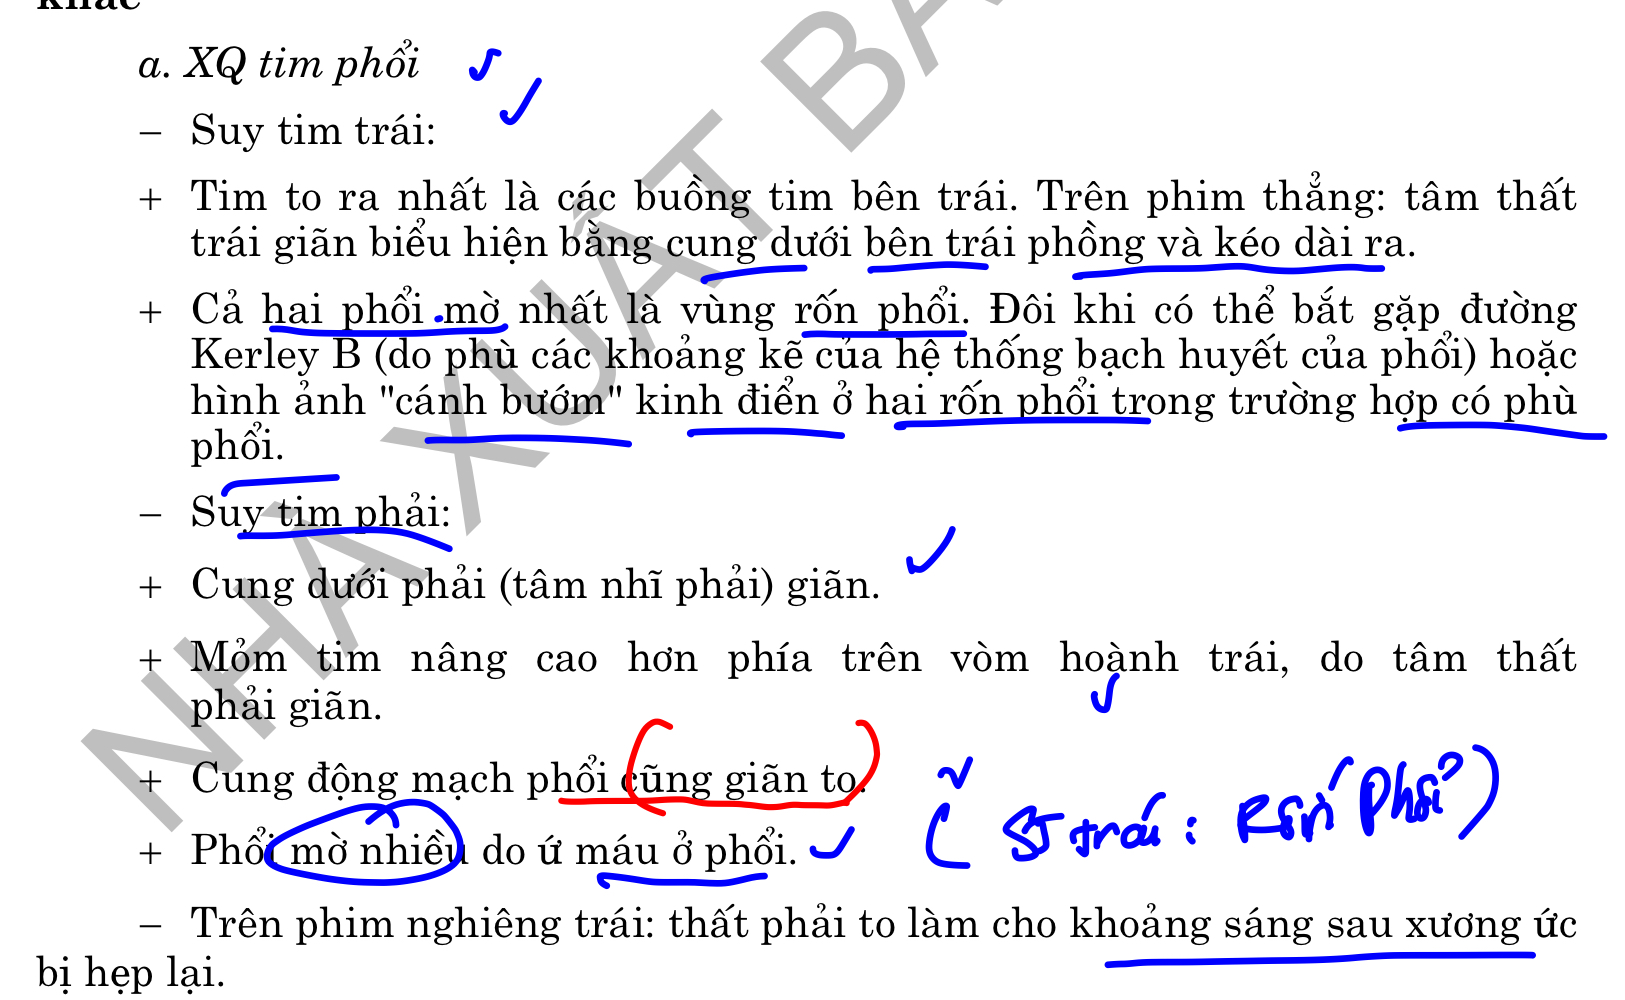 khác
a. XQ tim phổi
– Suy tim trái:
+ Tim to ra nhất là các buồng tim bên trái. Trên phim thẳng: tâm thất
trái giãn biểu hiện bằng cung dưới bên trái phồng và kéo dài ra.
+ Cả hai phổi mờ nhất là vùng rốn phổi. Đôi khi có thể bắt gặp đường
Kerley B (do phù các khoảng kẽ của hệ thống bạch huyết của phổi) hoặc
hình ảnh "cánh bướm" kinh điển ở hai rốn phổi trong trường hợp có phù
phổi.
– Suy tim phải:
+ Cung dưới phải (tâm nhĩ phải) giãn.
+ Mỏm tim nâng cao hơn phía trên vòm hoành trái, do tâm thất
phải giãn.
+ Cung động mạch phổi cũng giãn to.
+ Phổi mờ nhiều do ứ máu ở phổi.
(ST trái: Rốn phổi)
– Trên phim nghiêng trái: thất phải to làm cho khoảng sáng sau xương ức
bị hẹp lại.
NHÀ XUẤT BẢ